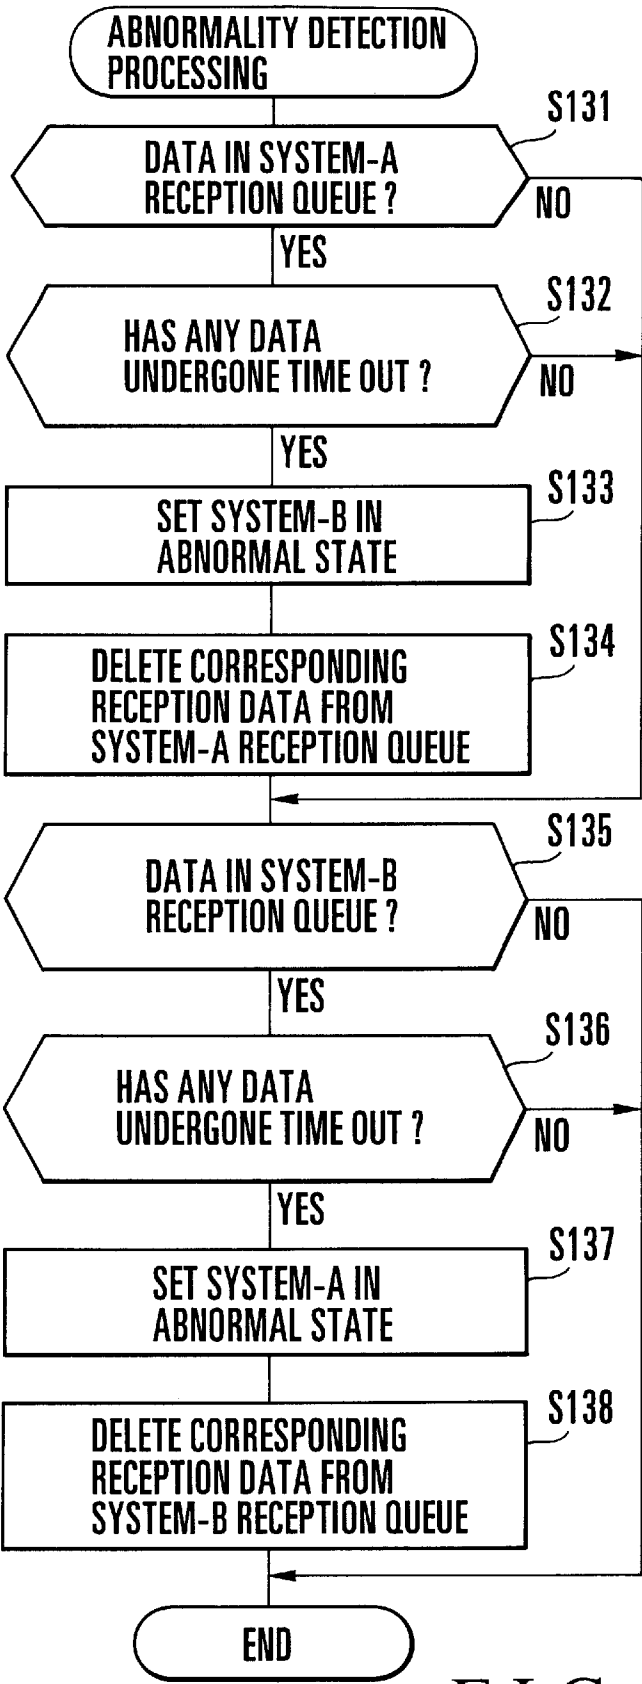 ABNORMALITY DETECTION
PROCESSING
S131
DATA IN SYSTEM-A
RECEPTION QUEUE ?
NO
YES
S132
HAS ANY DATA
UNDERGONE TIME OUT ?
NO
YES
S133
SET SYSTEM-B IN
ABNORMAL STATE
S134
DELETE CORRESPONDING
RECEPTION DATA FROM
SYSTEM-A RECEPTION QUEUE
S135
DATA IN SYSTEM-B
RECEPTION QUEUE ?
NO
YES
S136
HAS ANY DATA
UNDERGONE TIME OUT ?
NO
YES
S137
SET SYSTEM-A IN
ABNORMAL STATE
S138
DELETE CORRESPONDING
RECEPTION DATA FROM
SYSTEM-B RECEPTION QUEUE
END